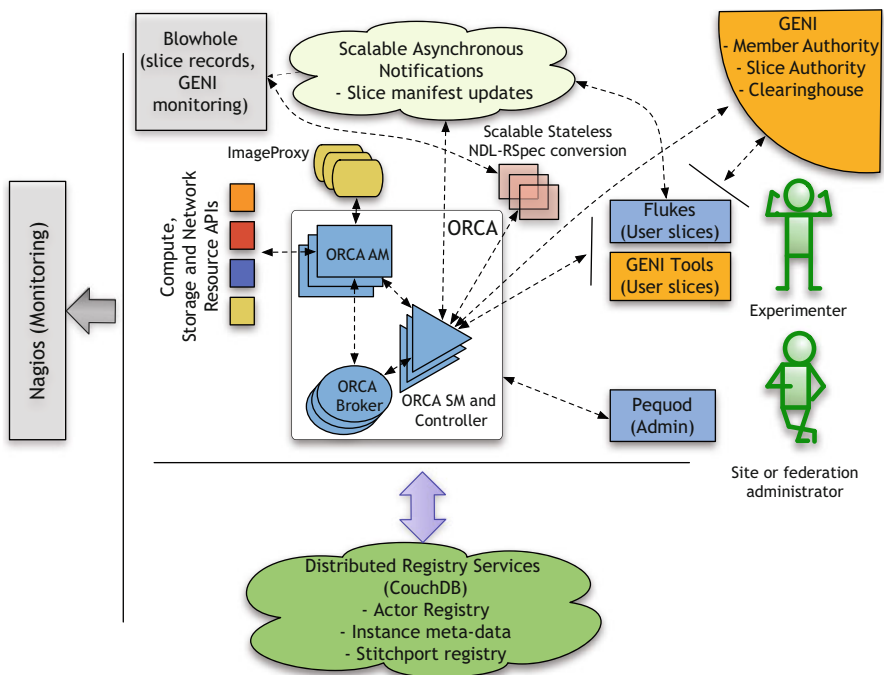 Blowhole
(slice records,
GENI
monitoring)
Scalable Asynchronous
Notifications
- Slice manifest updates
GENI
- Member Authority
- Slice Authority
- Clearinghouse
Scalable Stateless
NDL-RSpec conversion
ImageProxy
Nagios (Monitoring)
Compute,
Storage and Network
Resource APIs
ORCA
ORCA AM
Flukes
(User slices)
GENI Tools
(User slices)
Experimenter
ORCA
Broker
ORCA SM and
Controller
Pequod
(Admin)
Site or federation
administrator
Distributed Registry Services
(CouchDB)
- Actor Registry
- Instance meta-data
- Stitchport registry